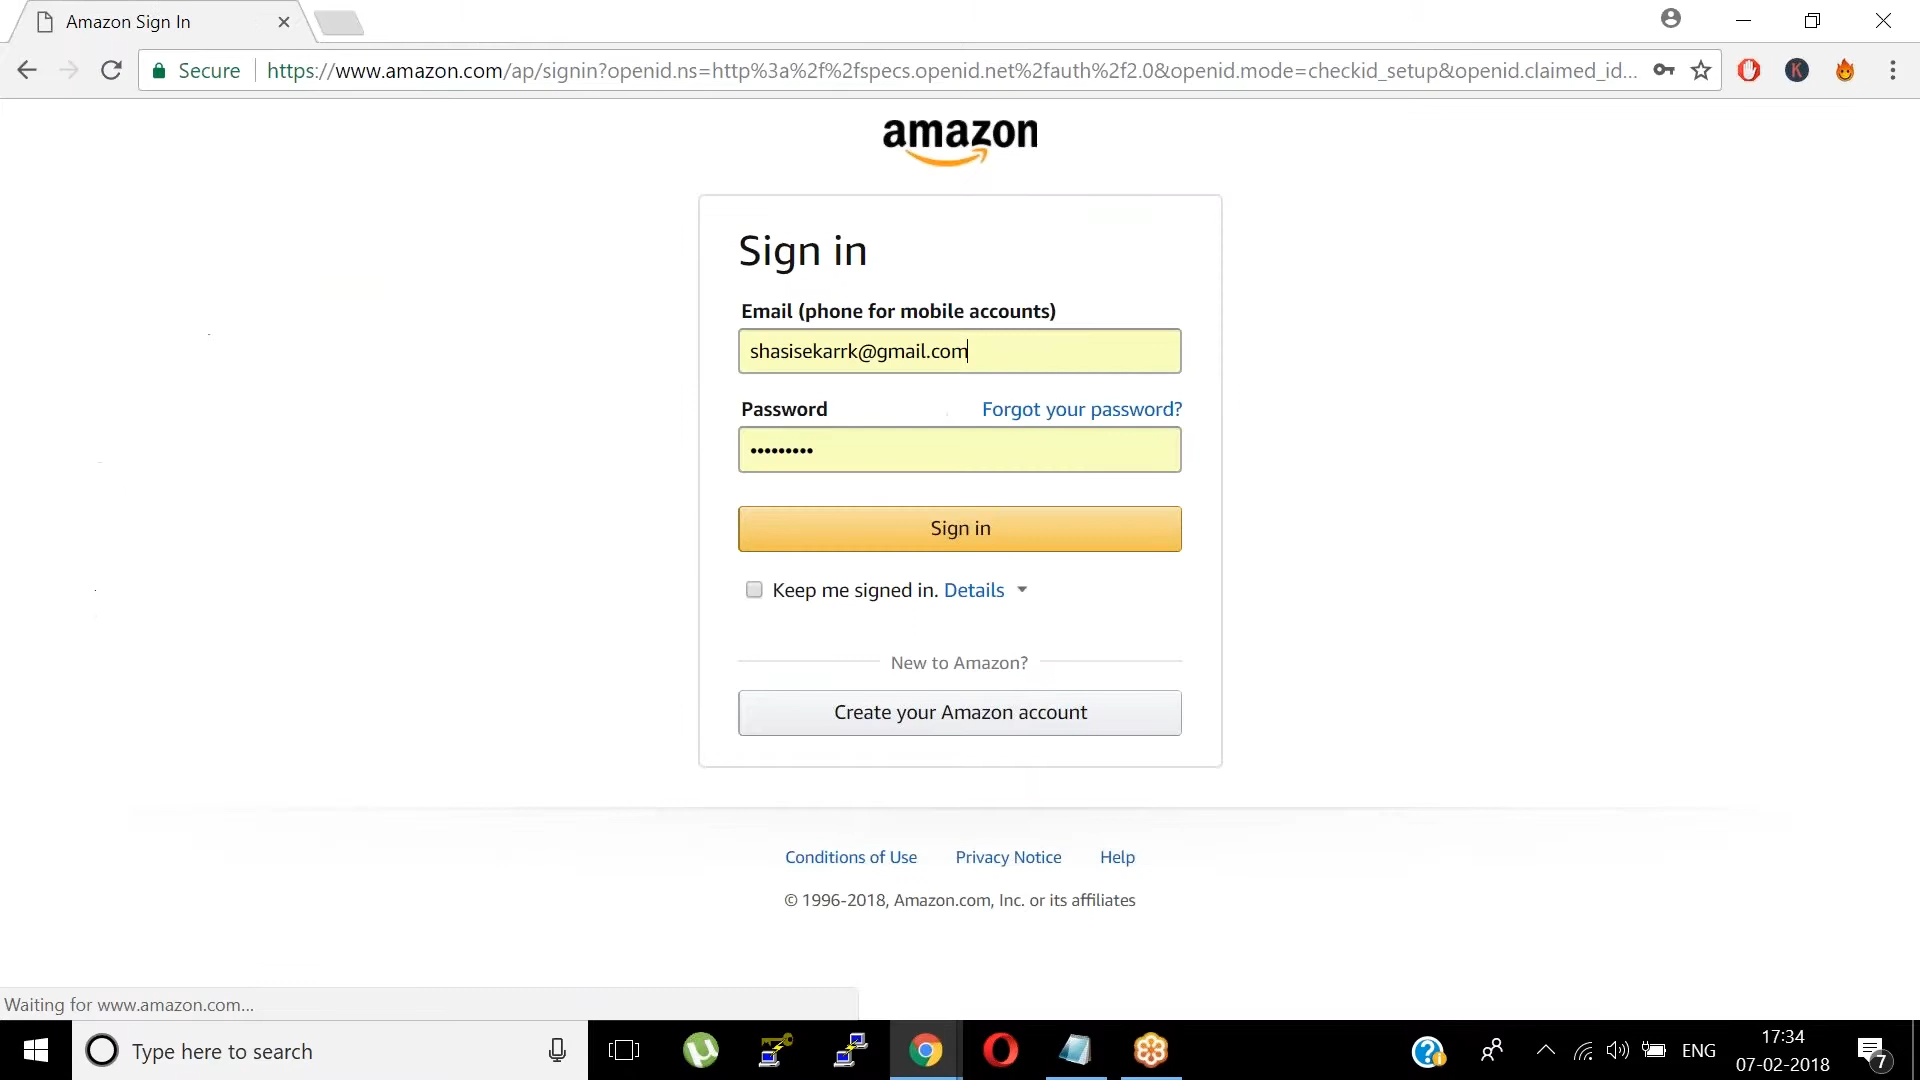 Amazon Sign In
Secure
https://www.amazon.com/ap/signin?openid.ns=http%3a%2f%2fspecs.openid.net%2fauth%2f2.0&openid.mode=checkid_setup&openid.claimed_id...
K
amazon
Sign in
Email (phone for mobile accounts)
shasisekarrk@gmail.com
Password
Forgot your password?
•••••••••
Sign in
Keep me signed in. Details
New to Amazon?
Create your Amazon account
Conditions of Use
Privacy Notice
Help
© 1996-2018, Amazon.com, Inc. or its affiliates
Waiting for www.amazon.com...
Type here to search
ENG
17:34
07-02-2018
7